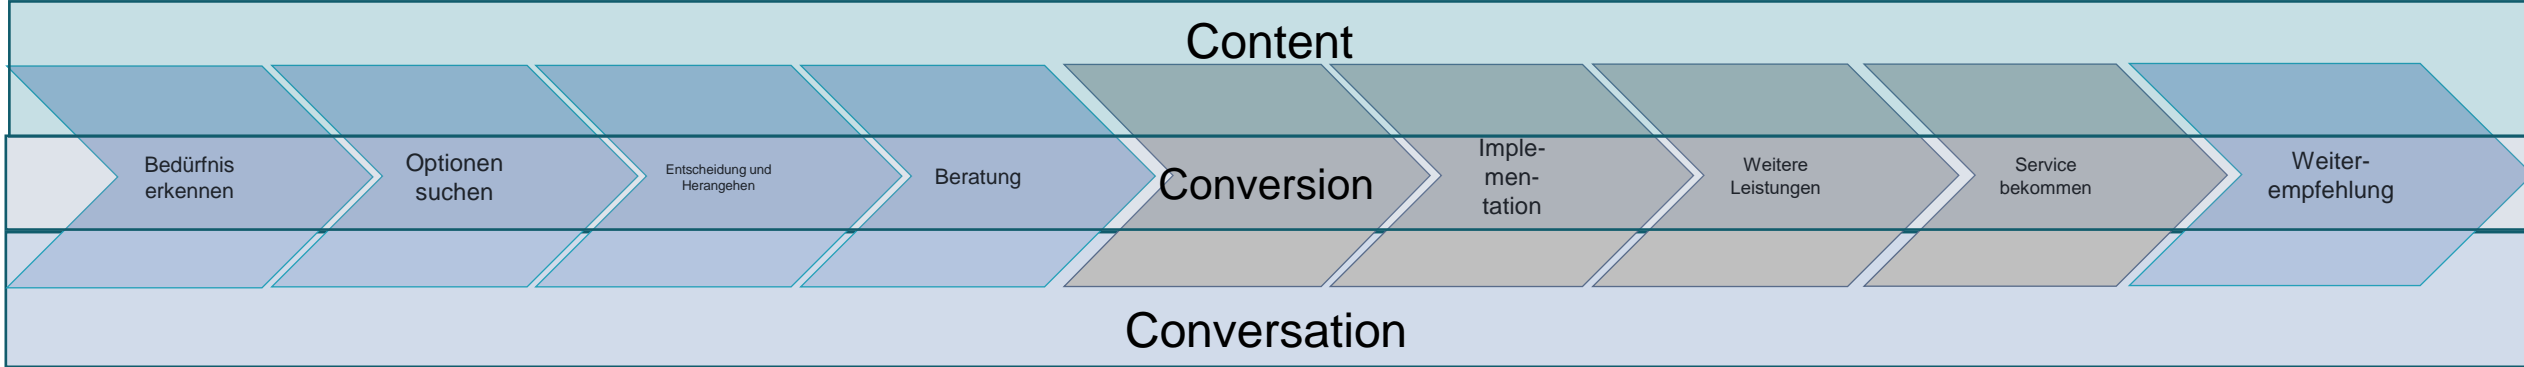 Content
Bedürfnis
erkennen
Optionen
suchen
Entscheidung und
Herangehen
Beratung
Conversion
Imple-
men-
tation
Weitere
Leistungen
Service
bekommen
Weiter-
empfehlung
Conversation